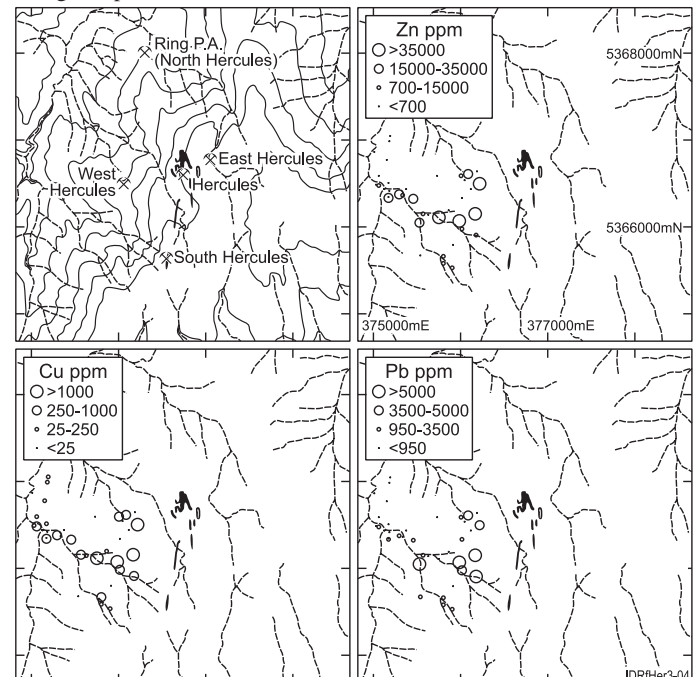 Ring P.A.
(North Hercules)
West
Hercules
East Hercules
Hercules
South Hercules
Zn ppm
>35000
15000-35000
700-15000
<700
5368000mN
5366000mN
375000mE
377000mE
Cu ppm
>1000
250-1000
25-250
<25
Pb ppm
>5000
3500-5000
950-3500
<950
DRfHer3-04